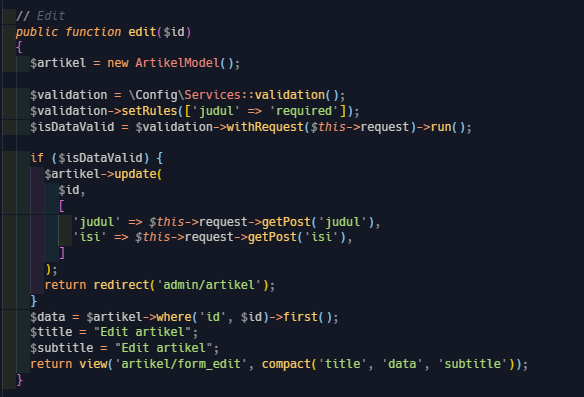 // Edit
public function edit($id)
{
$artikel = new ArtikelModel();
$validation = \Config\Services::validation();
$validation->setRules(['judul' => 'required']);
$isDataValid = $validation->withRequest($this->request)->run();
if ($isDataValid) {
$artikel->update(
$id,
[
'judul' => $this->request->getPost('judul'),
'isi' => $this->request->getPost('isi'),
]
);
return redirect('admin/artikel');
}
$data = $artikel->where('id', $id)->first();
$title = "Edit artikel";
$subtitle = "Edit artikel";
return view('artikel/form_edit', compact('title', 'data', 'subtitle'));
}